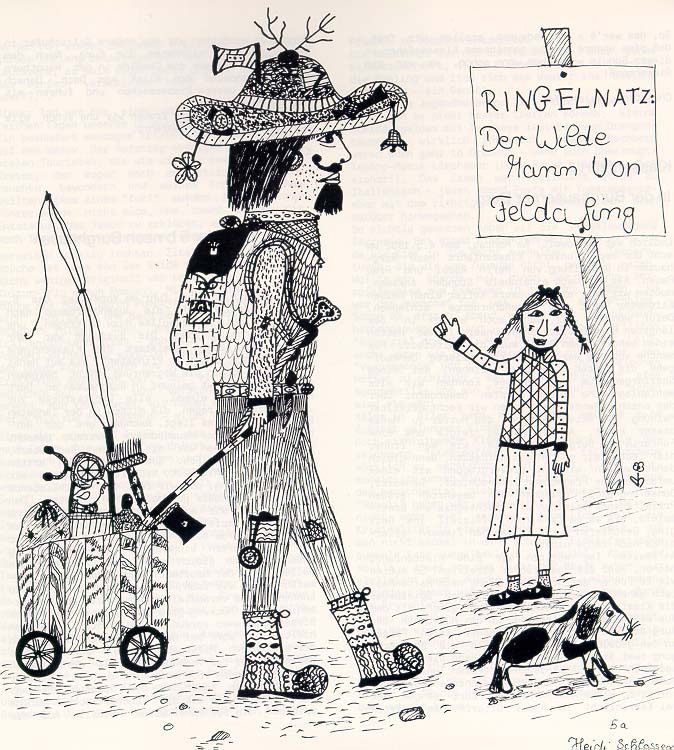 RINGELNATZ:
Der Wilde
Mann Von
Feldafing
5a
Heidi Schlosser